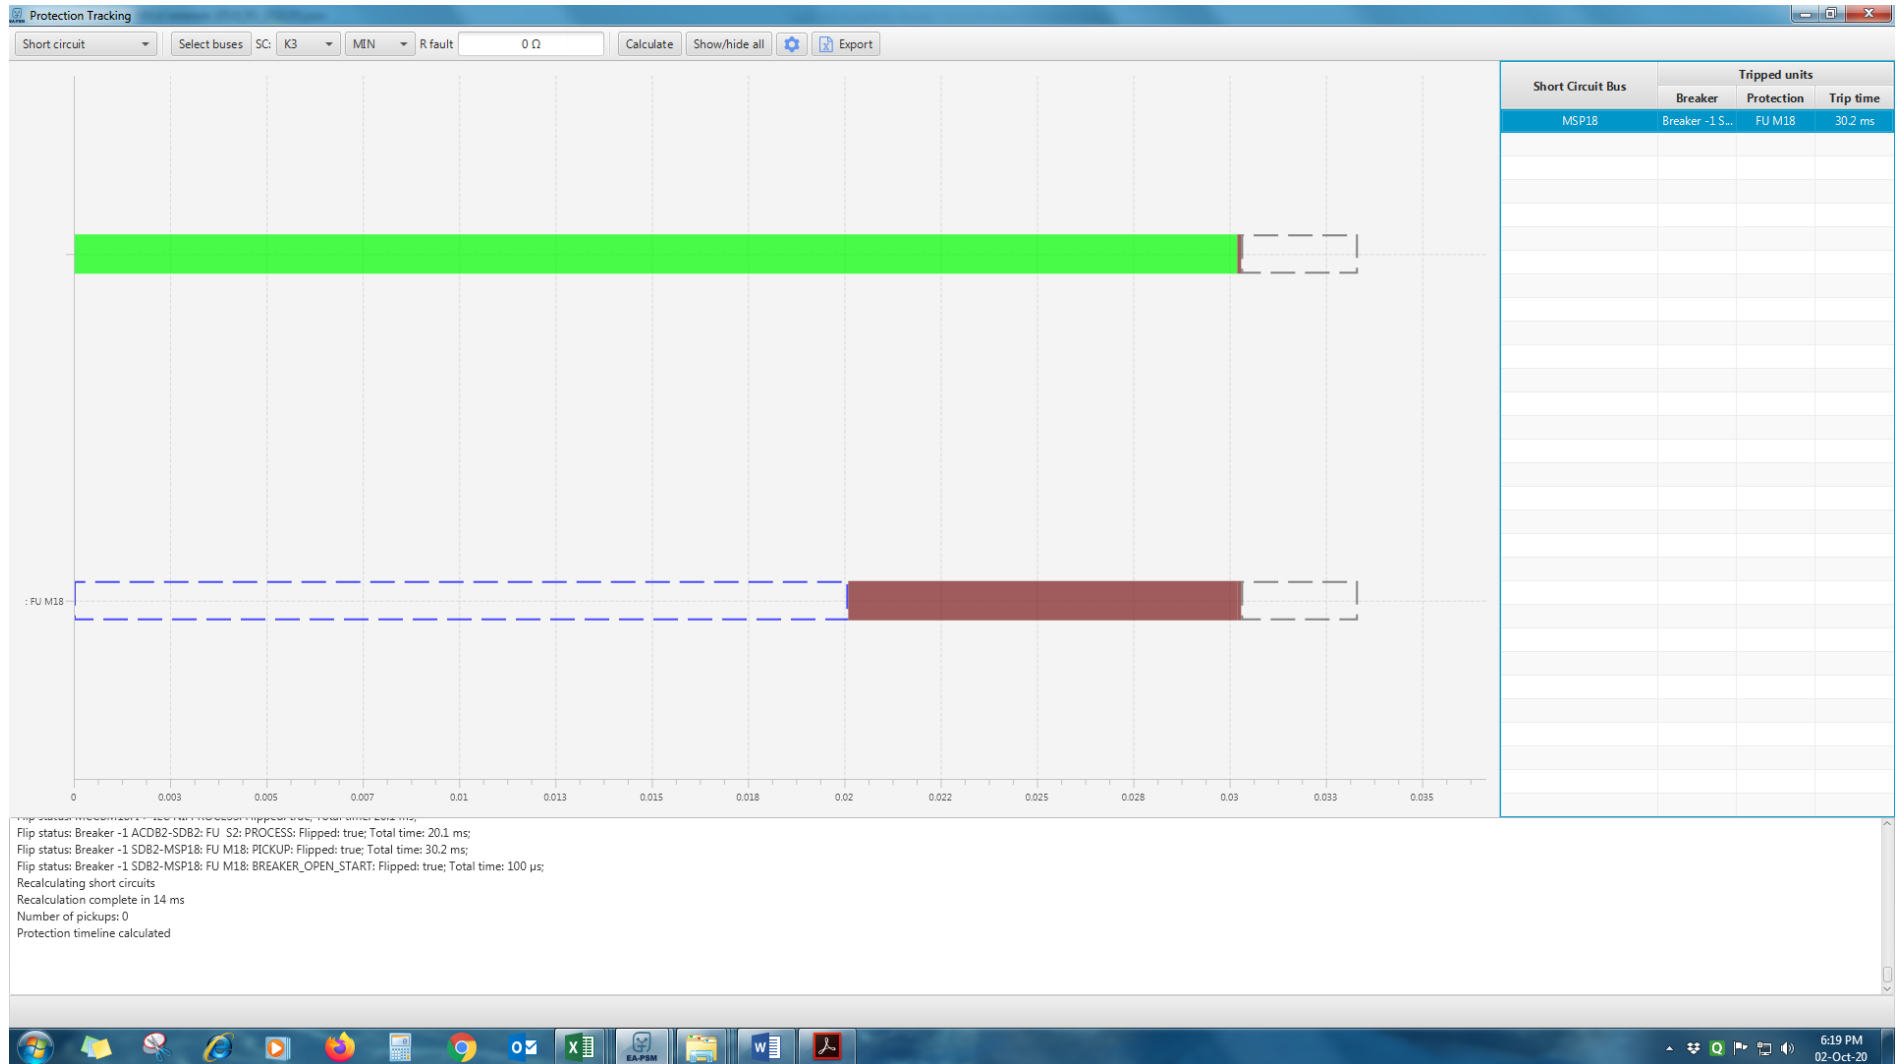 Protection Tracking
Short circuit Select buses SC: K3 MIN R fault 0 Ω Calculate Show/hide all Export
Short Circuit Bus Tripped units
Breaker Protection Trip time
MSP18 Breaker -1 S... FU M18 30.2 ms
: FU M18
0 0.003 0.005 0.007 0.01 0.013 0.015 0.018 0.02 0.022 0.025 0.028 0.03 0.033 0.035
Flip status: Breaker -1 ACDB2-SDB2: FU S2: PROCESS: Flipped: true; Total time: 20.1 ms;
Flip status: Breaker -1 SDB2-MSP18: FU M18: PICKUP: Flipped: true; Total time: 30.2 ms;
Flip status: Breaker -1 SDB2-MSP18: FU M18: BREAKER_OPEN_START: Flipped: true; Total time: 100 µs;
Recalculating short circuits
Recalculation complete in 14 ms
Number of pickups: 0
Protection timeline calculated
EA-PSM
6:19 PM
02-Oct-20